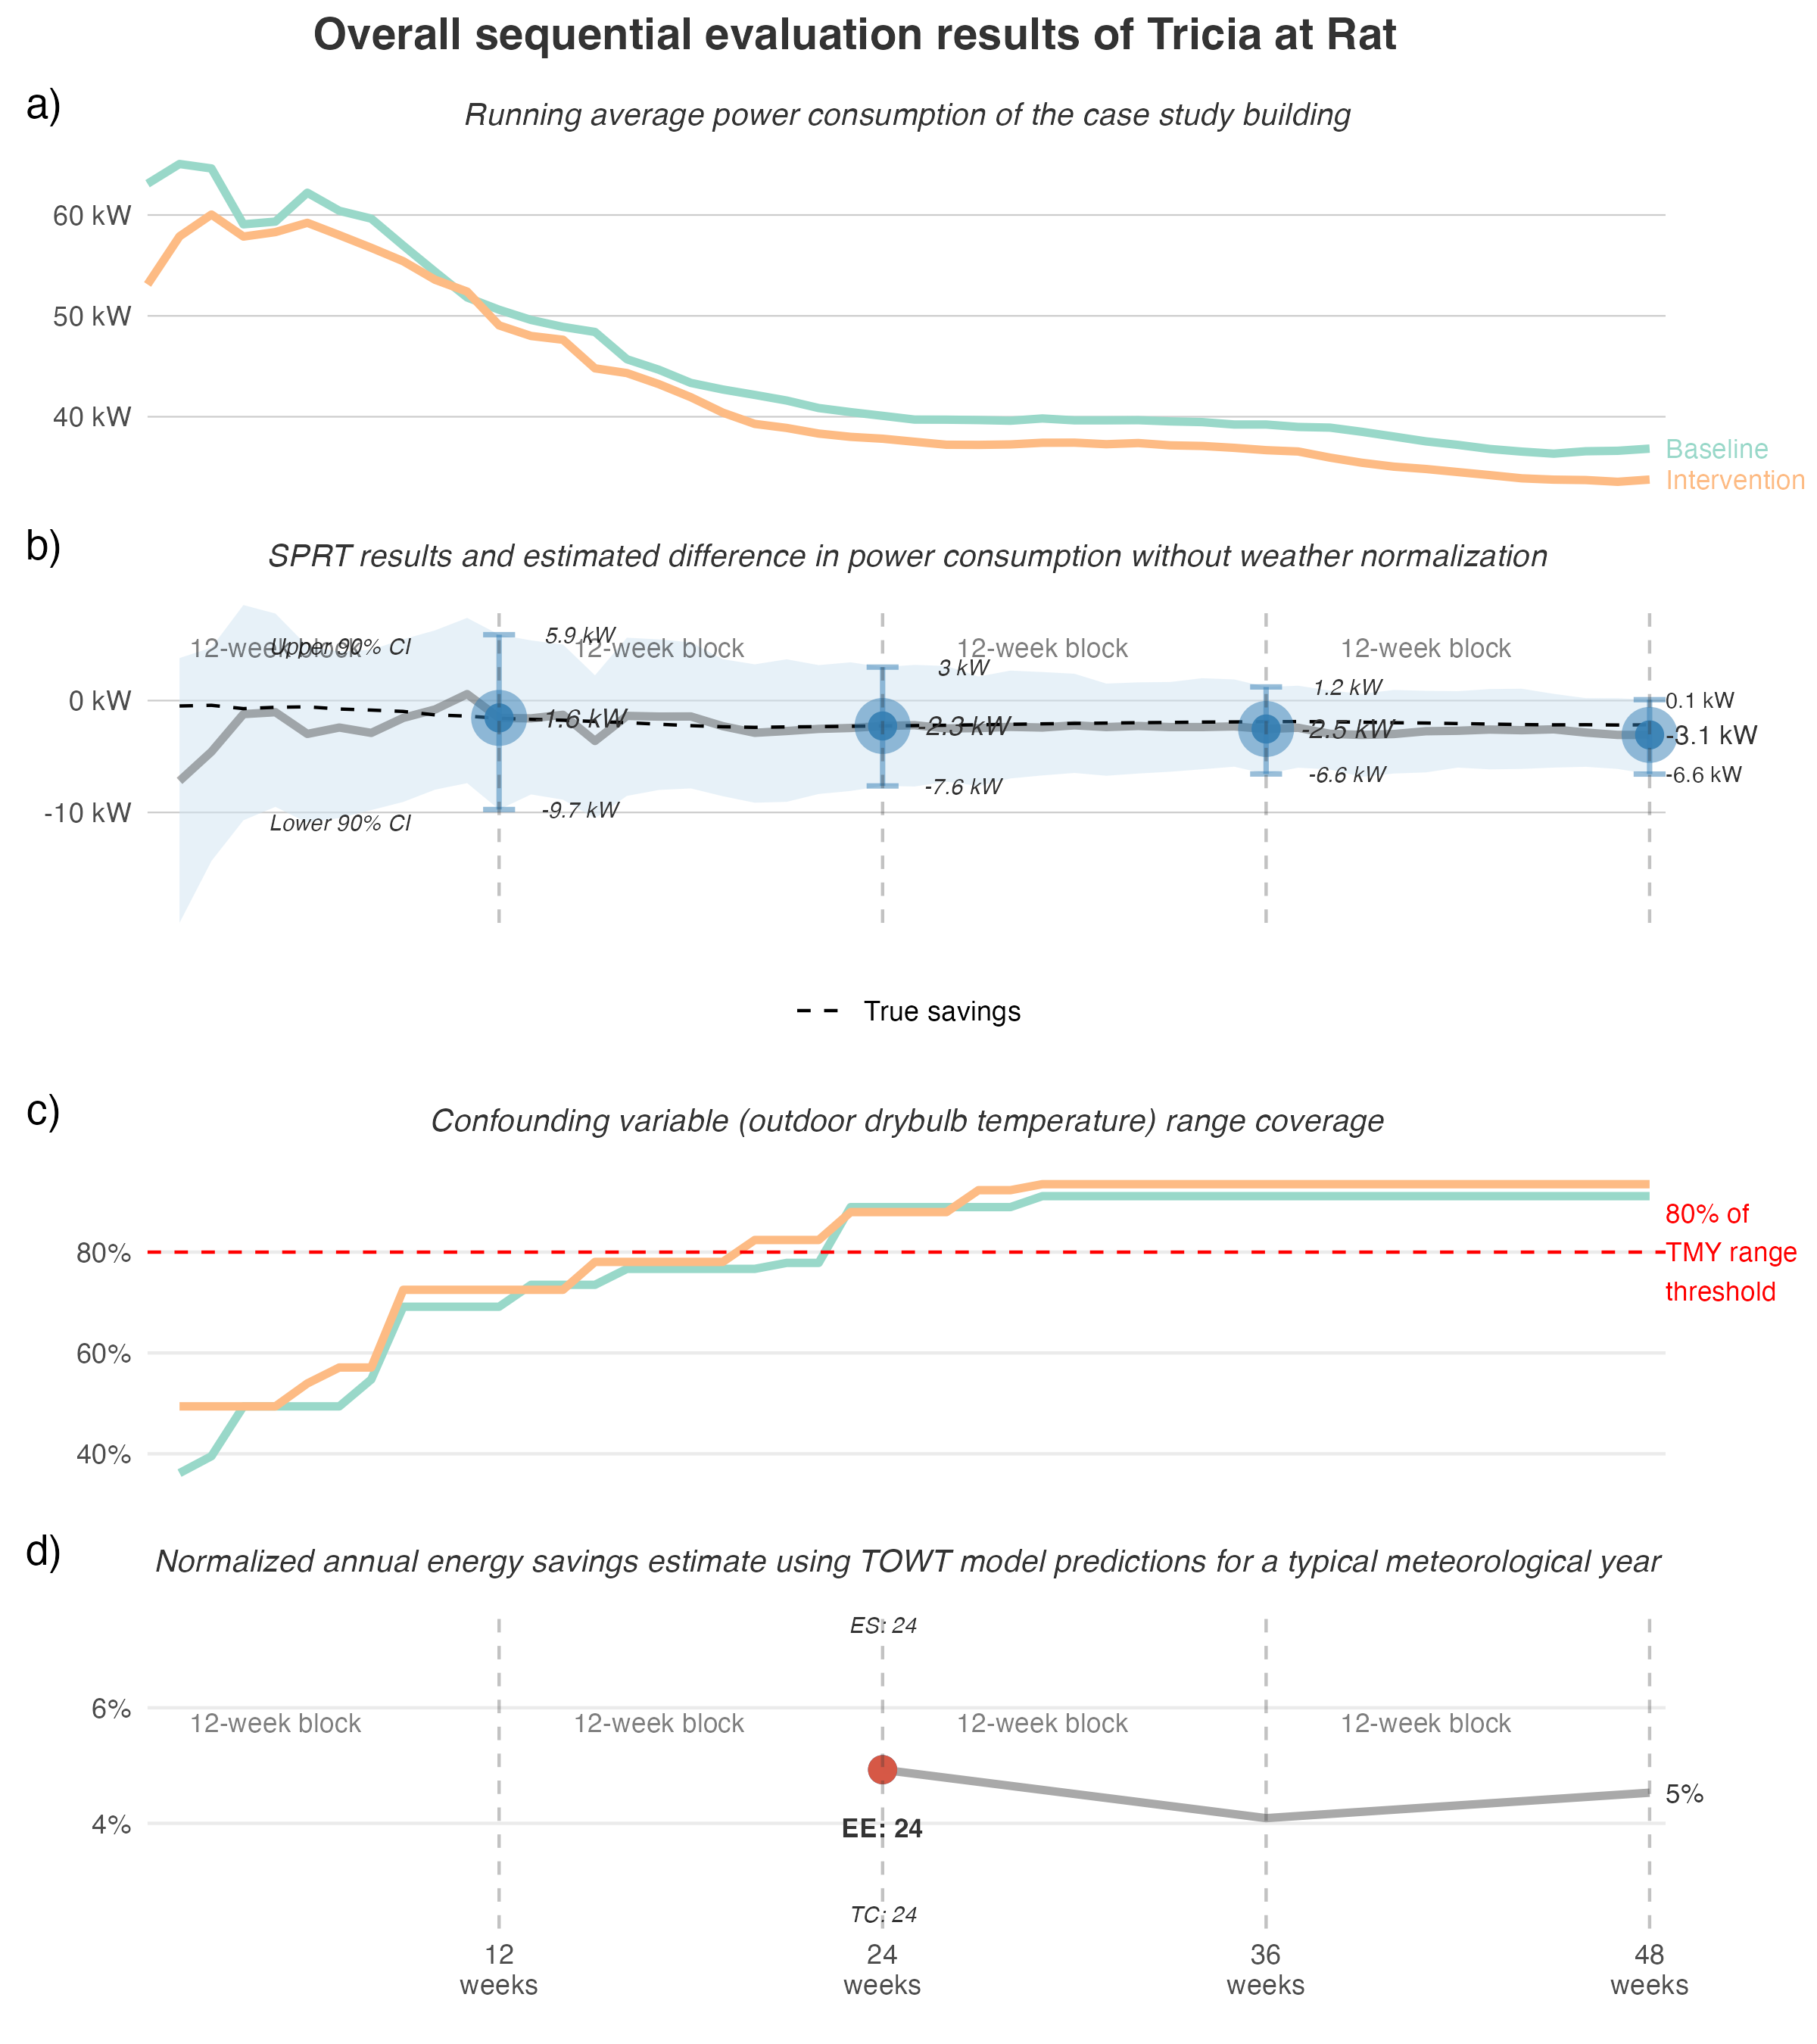 Overall sequential evaluation results of Tricia at Rat
a)
Running average power consumption of the case study building
60 kW
50 kW
40 kW
Baseline
Intervention
b)
SPRT results and estimated difference in power consumption without weather normalization
12-week block
Upper 90% CI
5.9 kW
12-week block
12-week block
3 kW
12-week block
1.2 kW
0 kW
0.1 kW
-1.6 kW
-2.3 kW
-2.5 kW
-3.1 kW
-7.6 kW
-6.6 kW
-6.6 kW
-10 kW
Lower 90% CI
-9.7 kW
True savings
c)
Confounding variable (outdoor drybulb temperature) range coverage
80%
60%
40%
80% of
TMY range
threshold
d)
Normalized annual energy savings estimate using TOWT model predictions for a typical meteorological year
ES: 24
6%
12-week block
12-week block
12-week block
12-week block
5%
4%
EE: 24
TC: 24
12
weeks
24
weeks
36
weeks
48
weeks